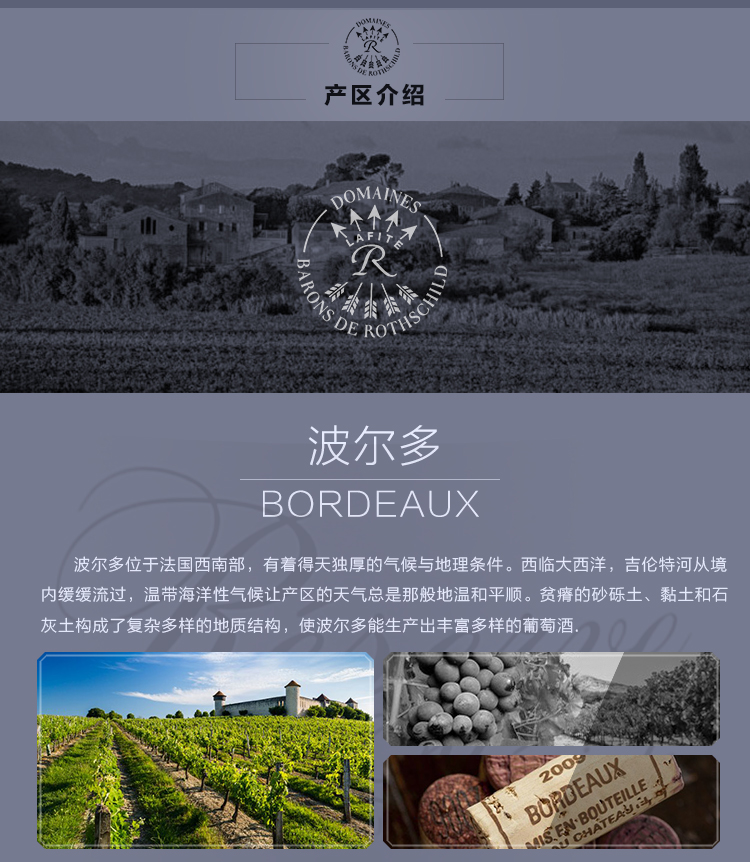 DOMAINES
LAFITE
R
BARONS DE ROTHSCHILD
产区介绍
DOMAINES
LAFITE
R
BARONS DE ROTHSCHILD
波尔多
BORDEAUX
波尔多位于法国西南部，有着得天独厚的气候与地理条件。西临大西洋，吉伦特河从境
内缓缓流过，温带海洋性气候让产区的天气总是那般地温和平顺。贫瘠的砂砾土、黏土和石
灰土构成了复杂多样的地质结构，使波尔多能生产出丰富多样的葡萄酒.
Reserve
2009
BORDEAUX
MIS EN BOUTEILLE
AU CHATEAU